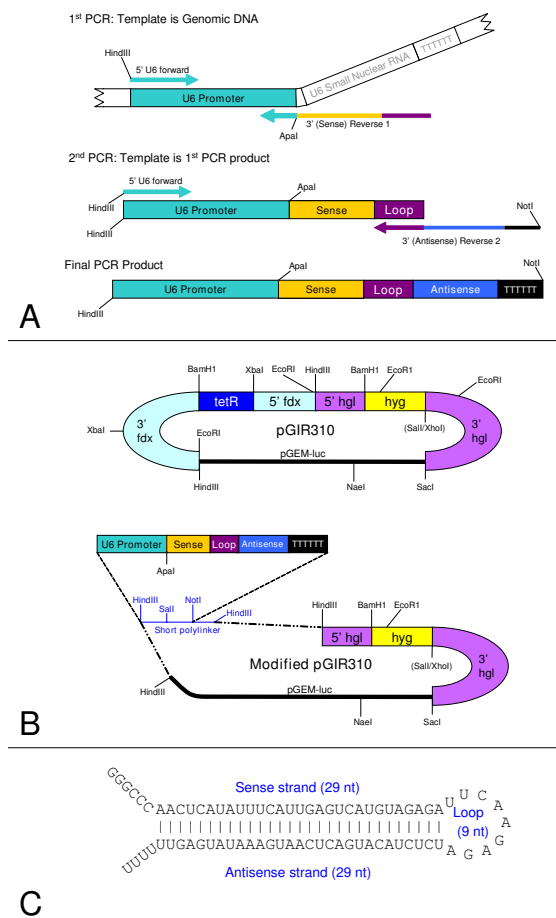 1st PCR: Template is Genomic DNA
HindIII
5' U6 forward
U6 Promoter
U6 Small Nuclear RNA
TTTTTT
3' (Sense) Reverse 1
ApaI
2nd PCR: Template is 1st PCR product
5' U6 forward
HindIII
ApaI
NotI
U6 Promoter
Sense
Loop
HindIII
3' (Antisense) Reverse 2
Final PCR Product
ApaI
NotI
U6 Promoter
Sense
Loop
Antisense
TTTTTT
HindIII
A
BamH1
XbaI
EcoRI
HindIII
BamH1
EcoR1
EcoRI
tetR
5' fdx
5' hgl
hyg
3' fdx
XbaI
EcoRI
pGIR310
(SalI/XhoI)
3' hgl
pGEM-luc
HindIII
NaeI
SacI
U6 Promoter
Sense
Loop
Antisense
TTTTTT
ApaI
HindIII
SalI
NotI
HindIII
Short polylinker
HindIII
BamH1
EcoR1
5' hgl
hyg
(SalI/XhoI)
3' hgl
Modified pGIR310
HindIII
pGEM-luc
NaeI
SacI
B
Sense strand (29 nt)
GGGCCC
AACUCAUAUUUCAUUGAGUCAUGUAGAGA
UUCAAGAGA
Loop
(9 nt)
UUUU
UUGAGUAUAAAGUAACUCAGUACAUCUCU
Antisense strand (29 nt)
C